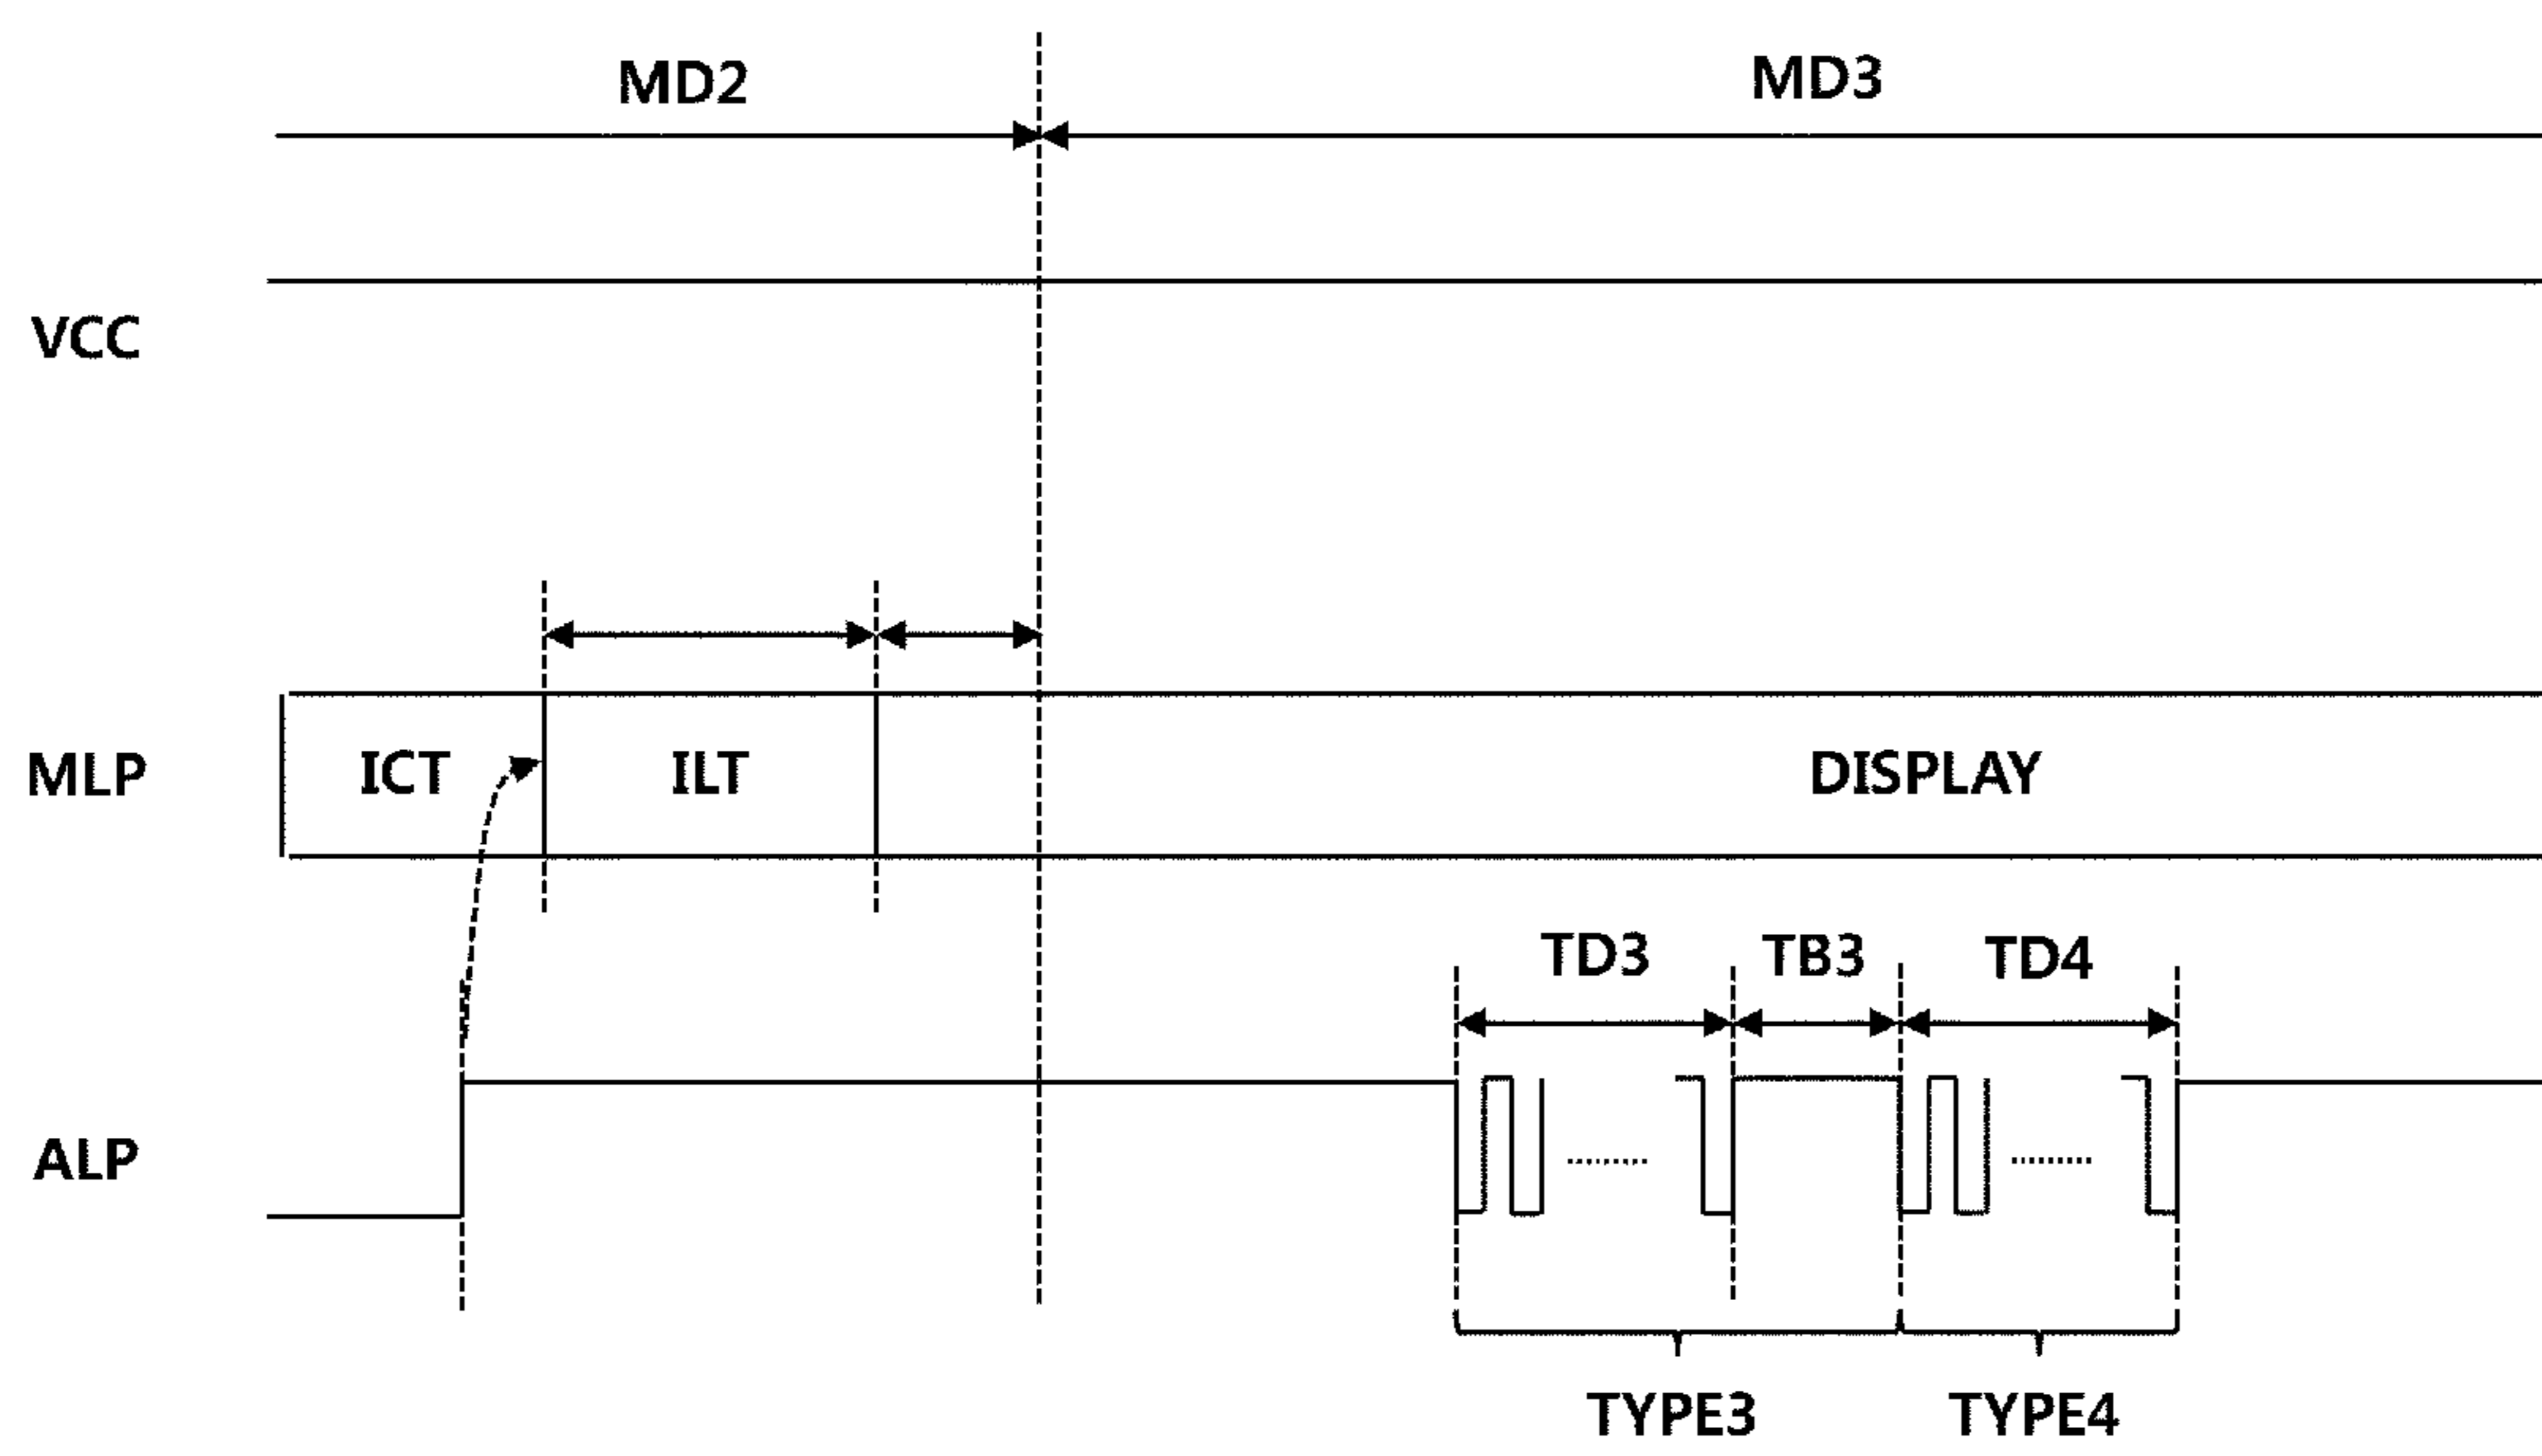 MD2 MD3
VCC
MLP ICT ILT DISPLAY
TD3 TB3 TD4
ALP
TYPE3 TYPE4